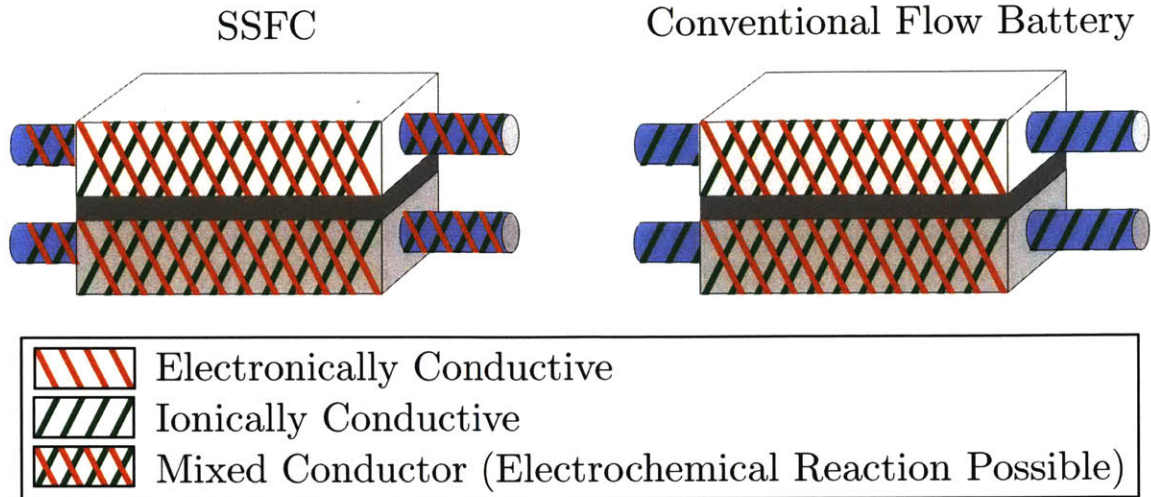 SSFC
Conventional Flow Battery
Electronically Conductive
Ionically Conductive
Mixed Conductor (Electrochemical Reaction Possible)